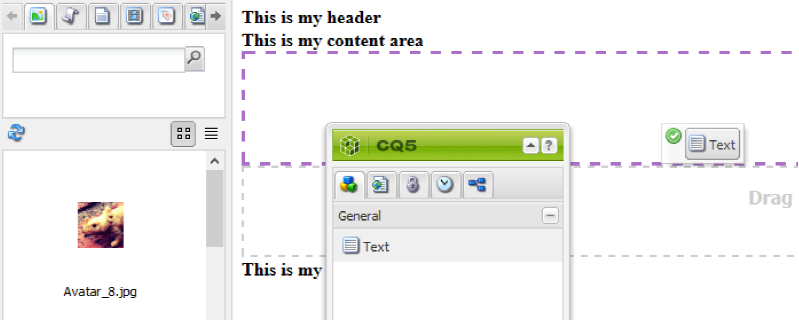 This is my header
This is my content area
CQ5
?
Text
Drag
General
Text
This is my
Avatar_8.jpg